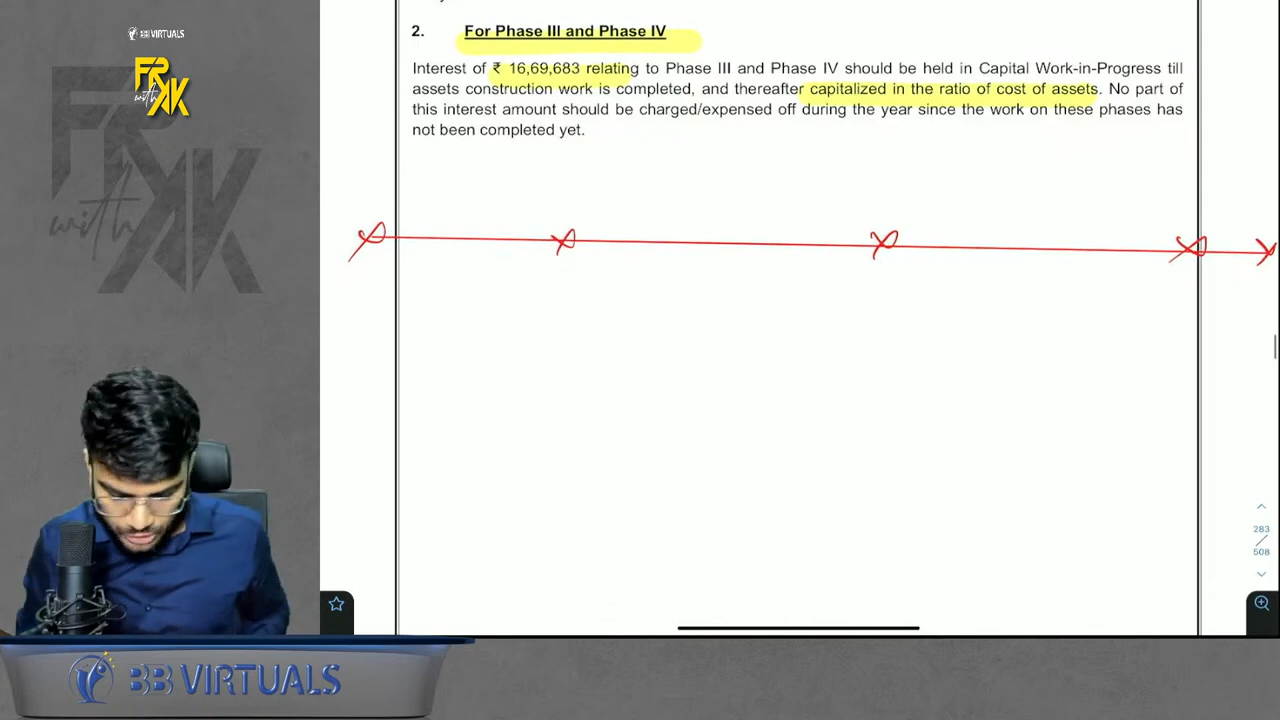 BB VIRTUALS
FR
with
AK
FR
with
AK
2. For Phase III and Phase IV
Interest of ₹ 16,69,683 relating to Phase III and Phase IV should be held in Capital Work-in-Progress till
assets construction work is completed, and thereafter capitalized in the ratio of cost of assets. No part of
this interest amount should be charged/expensed off during the year since the work on these phases has
not been completed yet.
283
508
BB VIRTUALS